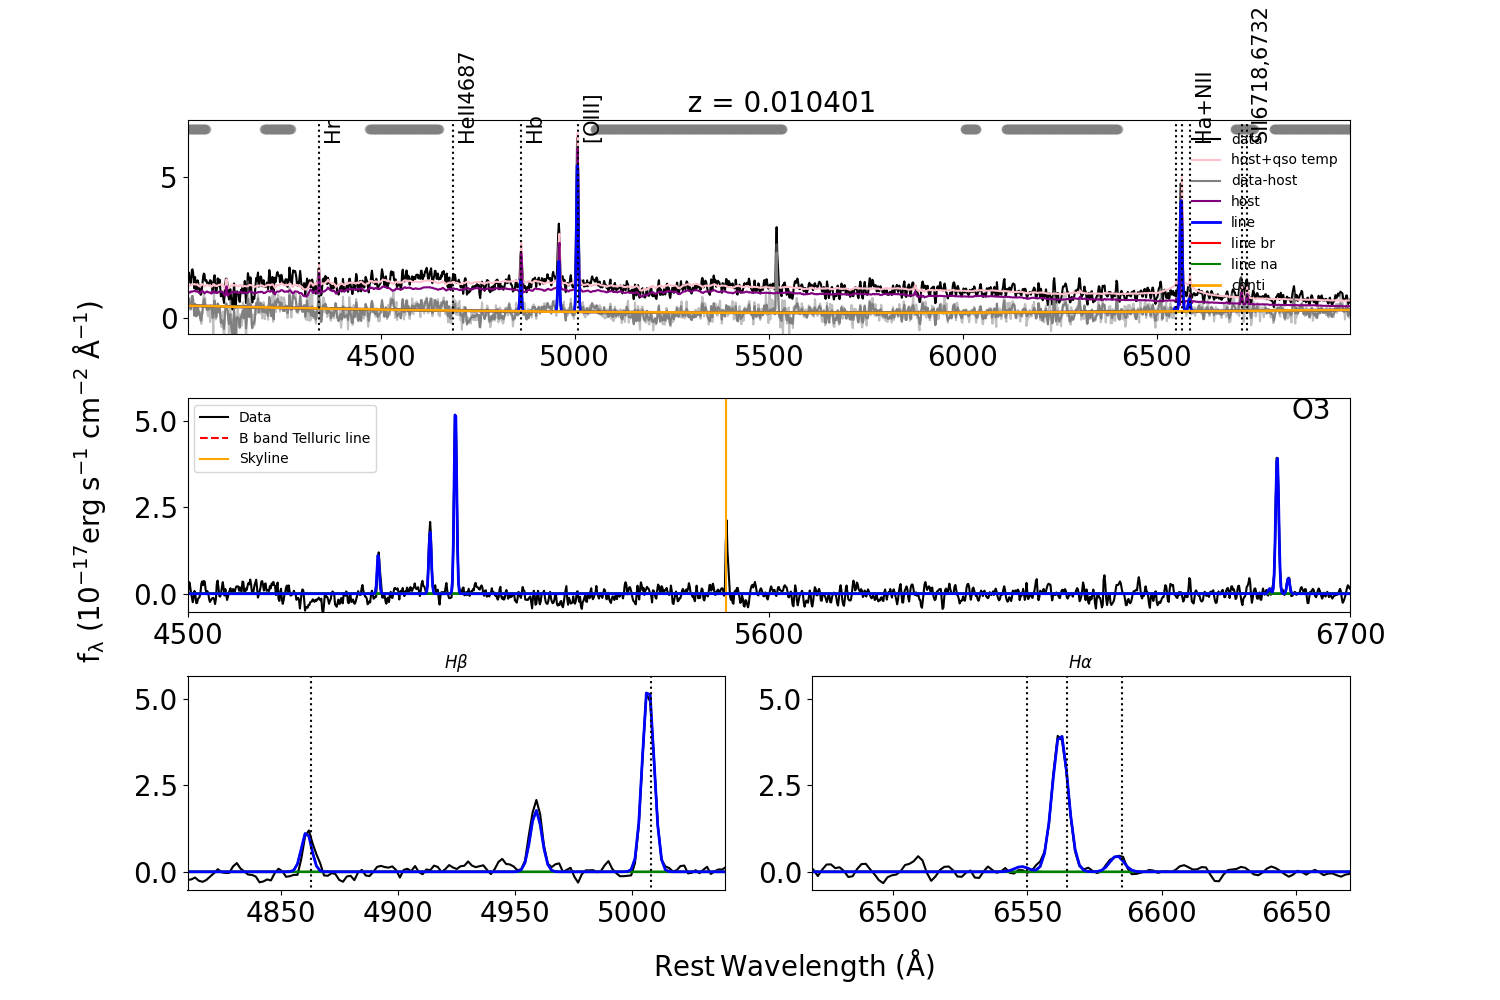 z = 0.010401
Hr
HeII4687
Hb
[OIII]
Ha+NII
SII6718,6732
data
host+qso temp
data-host
host
line
line br
line na
conti
5
0
4500 5000 5500 6000 6500
fλ (10⁻¹⁷erg s⁻¹ cm⁻² Å⁻¹)
O3
Data
B band Telluric line
Skyline
5.0
2.5
0.0
4500 5600 6700
Hβ
5.0
2.5
0.0
4850 4900 4950 5000
Hα
5.0
2.5
0.0
6500 6550 6600 6650
Rest Wavelength (Å)